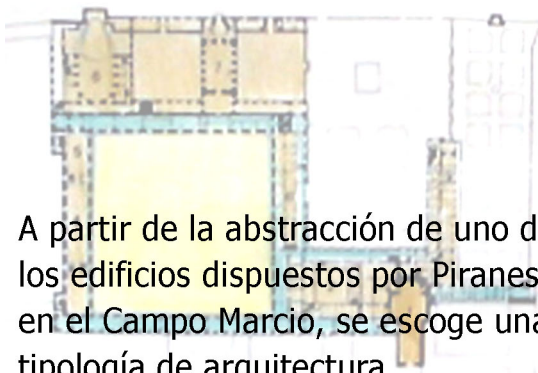 A partir de la abstracción de uno d
los edificios dispuestos por Piranes
en el Campo Marcio, se escoge una
tipología de arquitectura